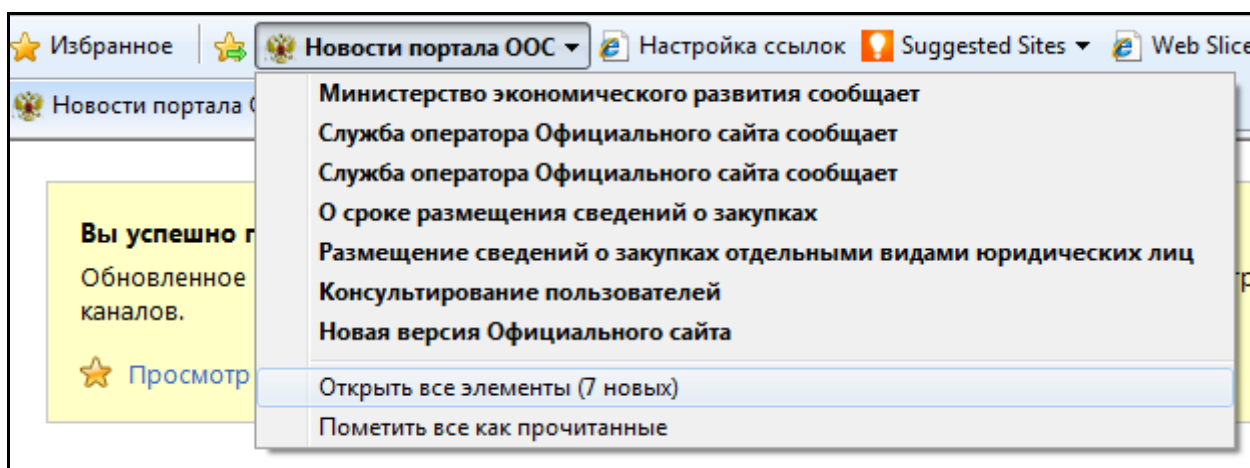 Избранное Новости портала ООС Настройка ссылок Suggested Sites Web Slice
Новости портала
Министерство экономического развития сообщает
Служба оператора Официального сайта сообщает
Служба оператора Официального сайта сообщает
О сроке размещения сведений о закупках
Размещение сведений о закупках отдельными видами юридических лиц
Консультирование пользователей
Новая версия Официального сайта
Открыть все элементы (7 новых)
Пометить все как прочитанные
Вы успешно
Обновленное
каналов.
Просмотр